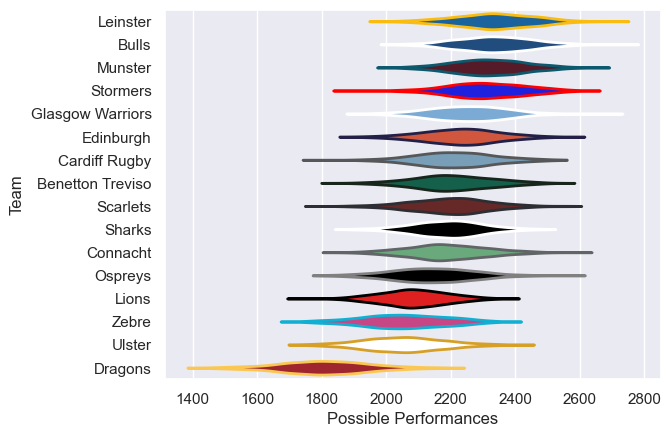 Leinster
Bulls
Munster
Stormers
Glasgow Warriors
Edinburgh
Cardiff Rugby
Benetton Treviso
Scarlets
Sharks
Connacht
Ospreys
Lions
Zebre
Ulster
Dragons
Team
1400 1600 1800 2000 2200 2400 2600 2800
Possible Performances